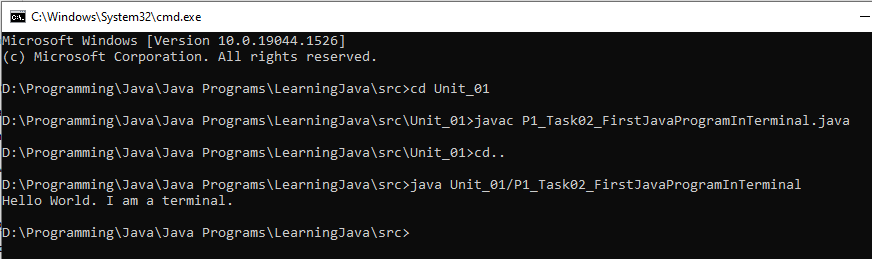 C:\Windows\System32\cmd.exe
Microsoft Windows [Version 10.0.19044.1526]
(c) Microsoft Corporation. All rights reserved.
D:\Programming\Java\Java Programs\LearningJava\src>cd Unit_01
D:\Programming\Java\Java Programs\LearningJava\src\Unit_01>javac P1_Task02_FirstJavaProgramInTerminal.java
D:\Programming\Java\Java Programs\LearningJava\src\Unit_01>cd..
D:\Programming\Java\Java Programs\LearningJava\src>java Unit_01/P1_Task02_FirstJavaProgramInTerminal
Hello World. I am a terminal.
D:\Programming\Java\Java Programs\LearningJava\src>